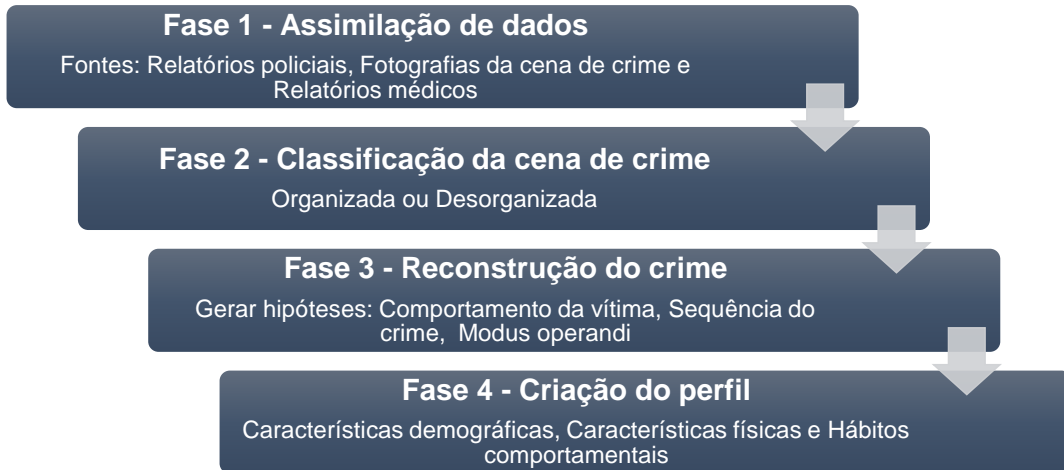 Fase 1 - Assimilação de dados
Fontes: Relatórios policiais, Fotografias da cena de crime e
Relatórios médicos
Fase 2 - Classificação da cena de crime
Organizada ou Desorganizada
Fase 3 - Reconstrução do crime
Gerar hipóteses: Comportamento da vítima, Sequência do
crime, Modus operandi
Fase 4 - Criação do perfil
Características demográficas, Características físicas e Hábitos
comportamentais